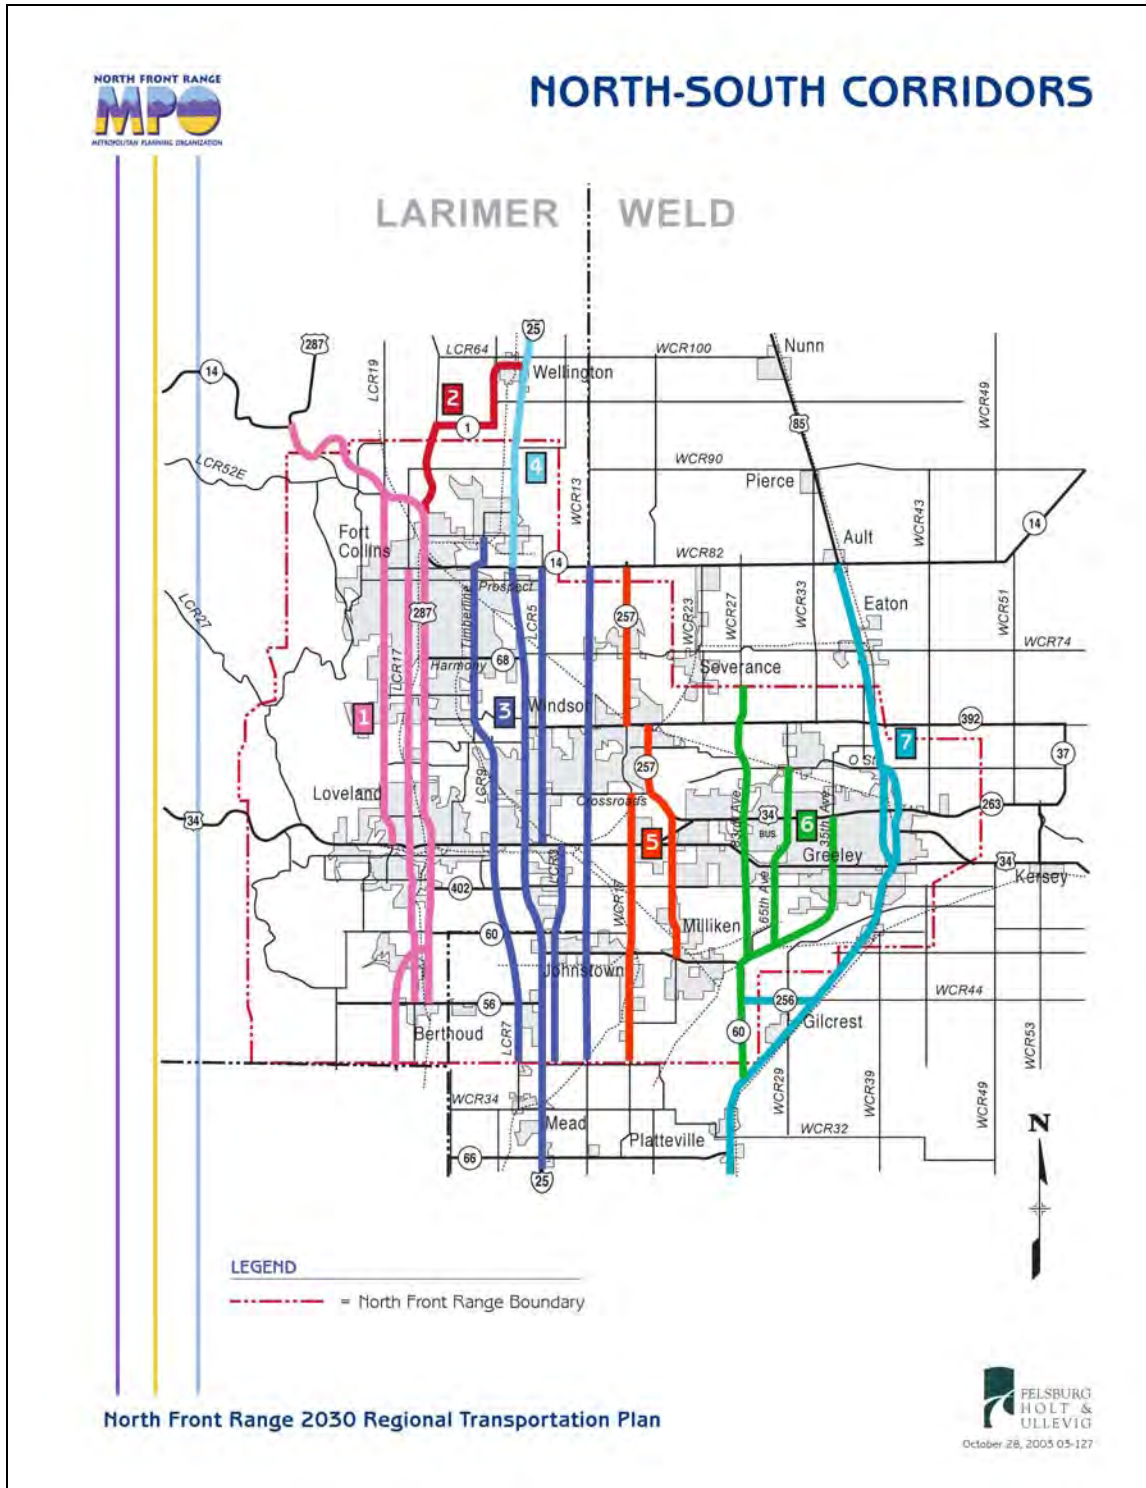 NORTH FRONT RANGE
MPO
METROPOLITAN PLANNING ORGANIZATION
NORTH-SOUTH CORRIDORS
LARIMER
WELD
25
287
14
LCR19
LCR64
WCR100
Nunn
Wellington
2
1
85
WCR49
LCR52E
4
WCR90
Pierce
WCR13
WCR43
14
Fort
Collins
Ault
WCR82
14
Prospect
LCR27
287
Timberline
LCR5
257
WCR23
WCR27
WCR33
Eaton
WCR51
WCR74
LCR17
Harmony
68
Severance
1
3
Windsor
392
7
37
257
O St
LCR9
Loveland
Crossroads
83rd Ave
34
BUS
35th Ave
263
34
5
6
Greeley
34
Kersey
LCR3
402
65th Ave
60
Milliken
Johnstown
56
256
WCR44
Berthoud
LCR7
60
Gilcrest
WCR53
WCR29
WCR39
WCR49
WCR34
Mead
Platteville
WCR32
66
25
N
LEGEND
= North Front Range Boundary
North Front Range 2030 Regional Transportation Plan
FELSBURG
HOLT &
ULLEVIG
October 28, 2003 03-127